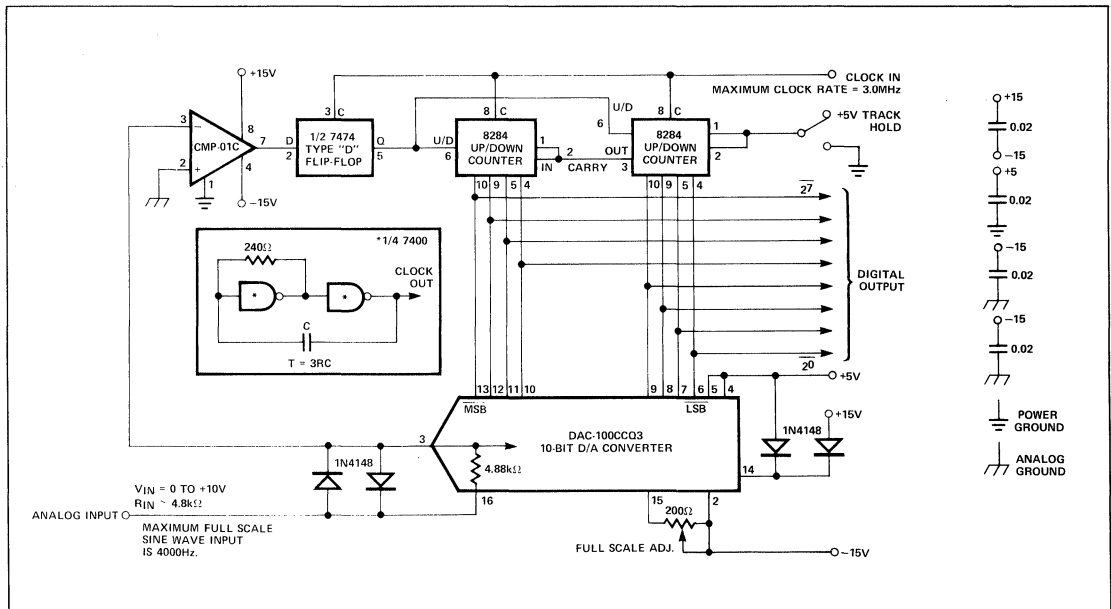 +15V
3
−
CMP-01C
2
+
8
7
4
1
−15V
3 C
1/2 7474
TYPE "D"
FLIP-FLOP
D
2
Q
5
8 C
8284
UP/DOWN
COUNTER
U/D
6
1
IN
2
CARRY
10 9 5 4
U/D
6
8 C
8284
UP/DOWN
COUNTER
OUT
3
1
2
10 9 5 4
CLOCK IN
MAXIMUM CLOCK RATE = 3.0MHz
+5V TRACK
HOLD
2⁷
DIGITAL
OUTPUT
2⁰
+5V
+15
0.02
−15
+5
0.02
−15
0.02
−15
0.02
POWER
GROUND
ANALOG
GROUND
*1/4 7400
240Ω
*
*
CLOCK
OUT
C
T = 3RC
13 12 11 10
MSB
9 8 7 6 5 4
LSB
DAC-100CCQ3
10-BIT D/A CONVERTER
3
4.88kΩ
16
15
2
14
1N4148
1N4148
+15V
200Ω
FULL SCALE ADJ.
−15V
VIN = 0 TO +10V
RIN ~ 4.8kΩ
ANALOG INPUT
MAXIMUM FULL SCALE
SINE WAVE INPUT
IS 4000Hz.